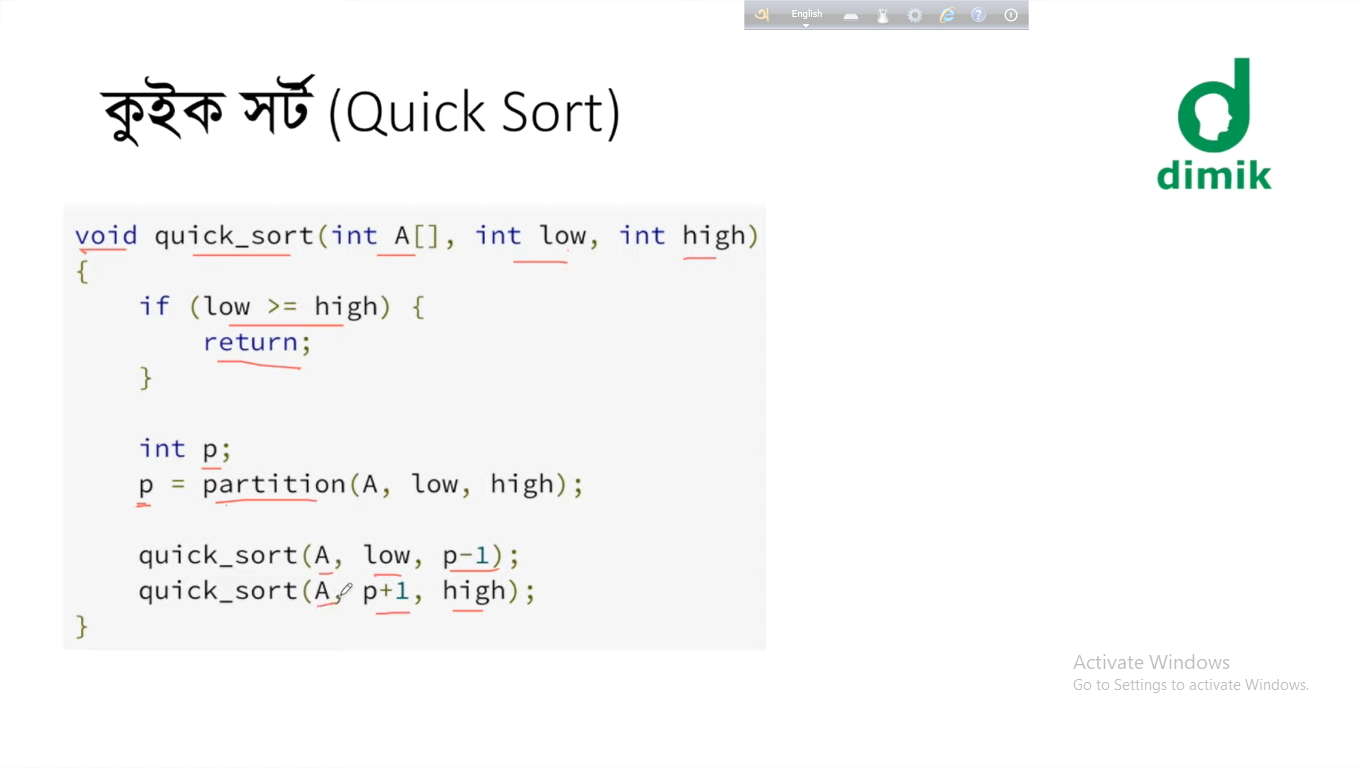 অ English
কুইক সর্ট (Quick Sort)
dimik
void quick_sort(int A[], int low, int high)
{
    if (low >= high) {
        return;
    }
    int p;
    p = partition(A, low, high);
    quick_sort(A, low, p-1);
    quick_sort(A, p+1, high);
}
Activate Windows
Go to Settings to activate Windows.